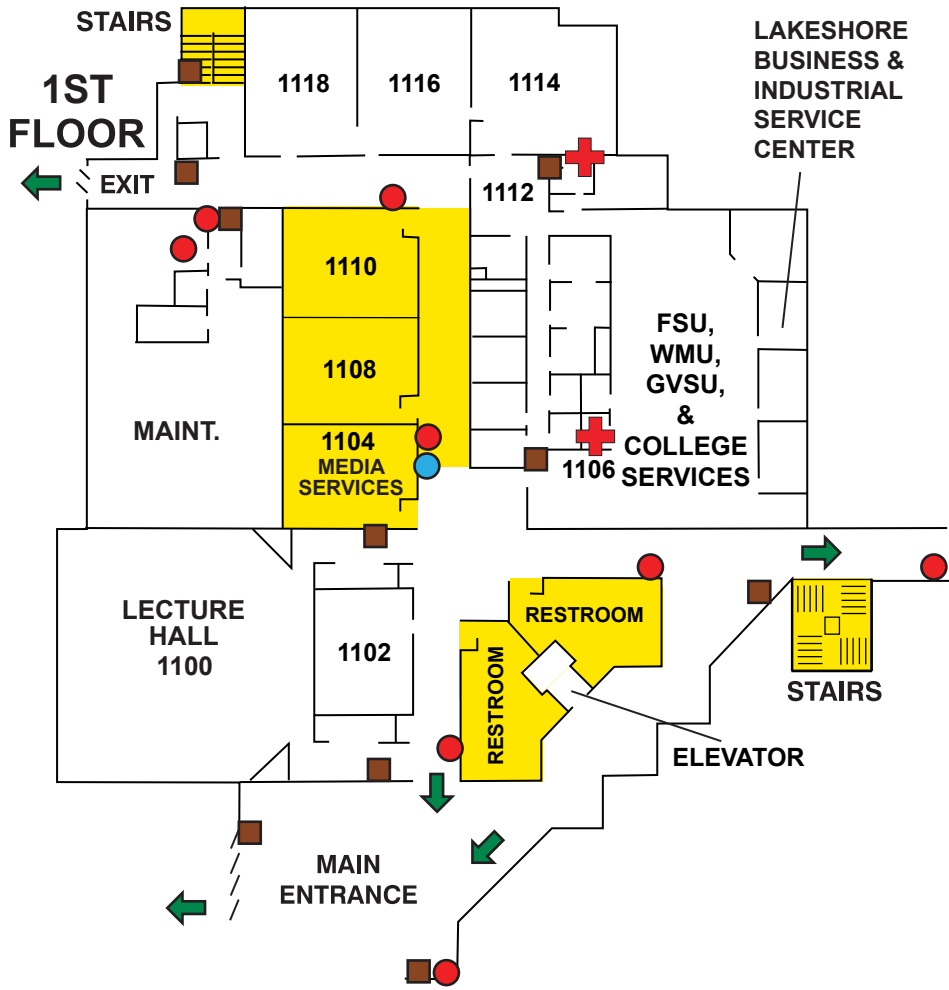 STAIRS
1ST
FLOOR
EXIT
1118
1116
1114
LAKESHORE
BUSINESS &
INDUSTRIAL
SERVICE
CENTER
1112
1110
1108
MAINT.
1104
MEDIA
SERVICES
FSU,
WMU,
GVSU,
&
COLLEGE
SERVICES
1106
LECTURE
HALL
1100
1102
RESTROOM
RESTROOM
STAIRS
ELEVATOR
MAIN
ENTRANCE